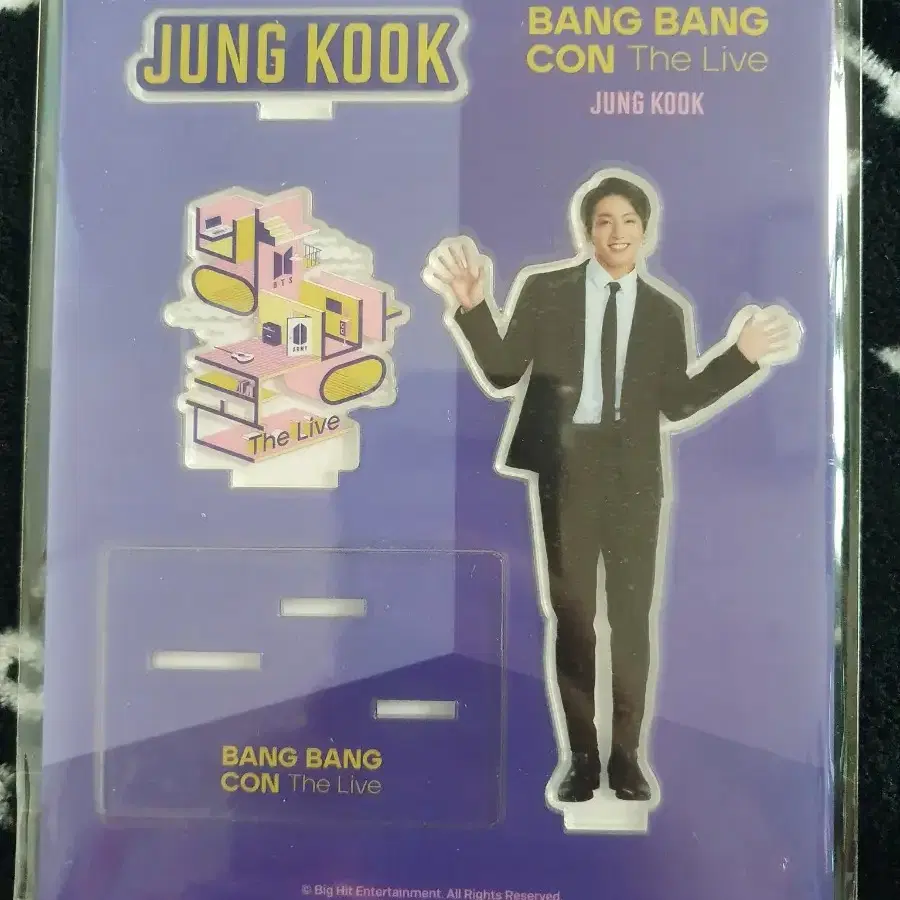 JUNG KOOK
BANG BANG
CON The Live
JUNG KOOK
BTS
ARMY
The Live
BANG BANG
CON The Live
© Big Hit Entertainment. All Rights Reserved.